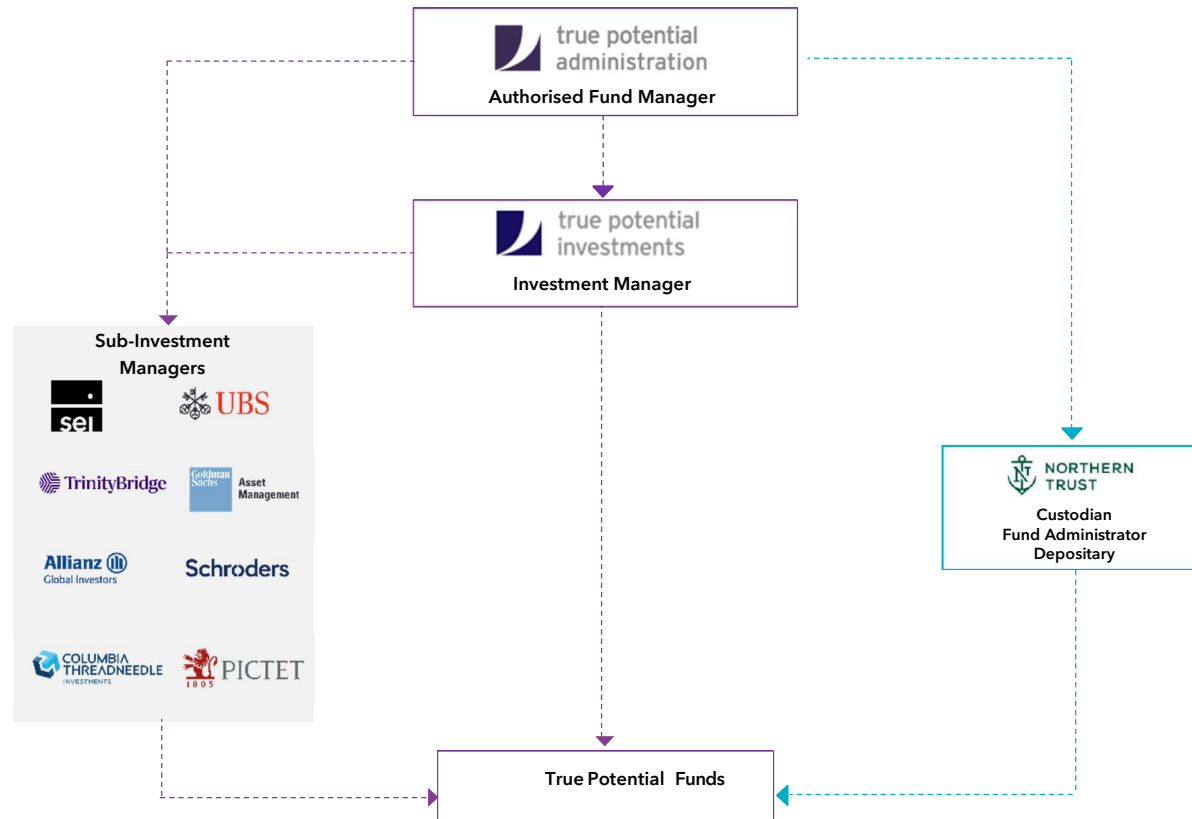 true potential
administration
Authorised Fund Manager
true potential
investments
Investment Manager
Sub-Investment
Managers
sei
UBS
TrinityBridge
Goldman
Sachs
Asset
Management
Allianz
Global Investors
Schroders
COLUMBIA
THREADNEEDLE
INVESTMENTS
1805
PICTET
NORTHERN
TRUST
Custodian
Fund Administrator
Depositary
True Potential Funds